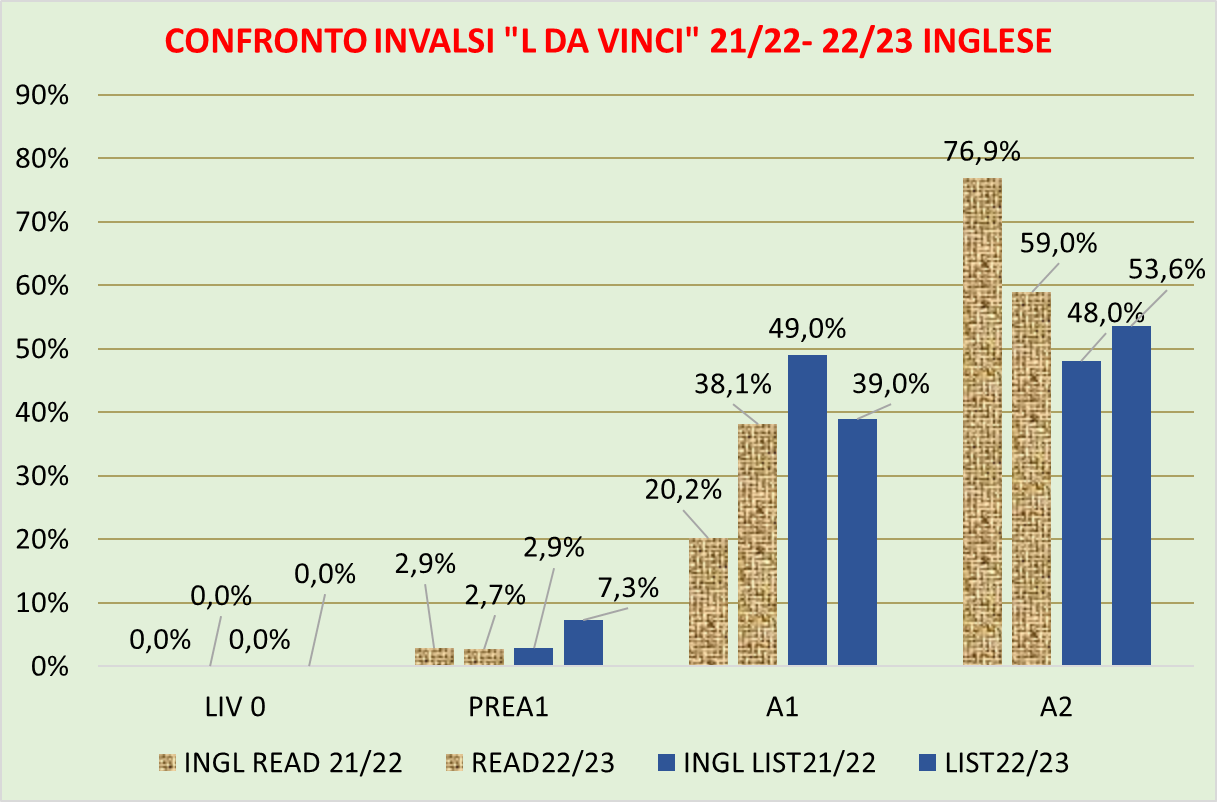 CONFRONTO INVALSI "L DA VINCI" 21/22- 22/23 INGLESE
90%
80%
70%
60%
50%
40%
30%
20%
10%
0%
0,0%
0,0%
0,0%
0,0%
2,9%
2,7%
2,9%
7,3%
20,2%
38,1%
49,0%
39,0%
76,9%
59,0%
48,0%
53,6%
LIV 0
PREA1
A1
A2
INGL READ 21/22
READ22/23
INGL LIST21/22
LIST22/23